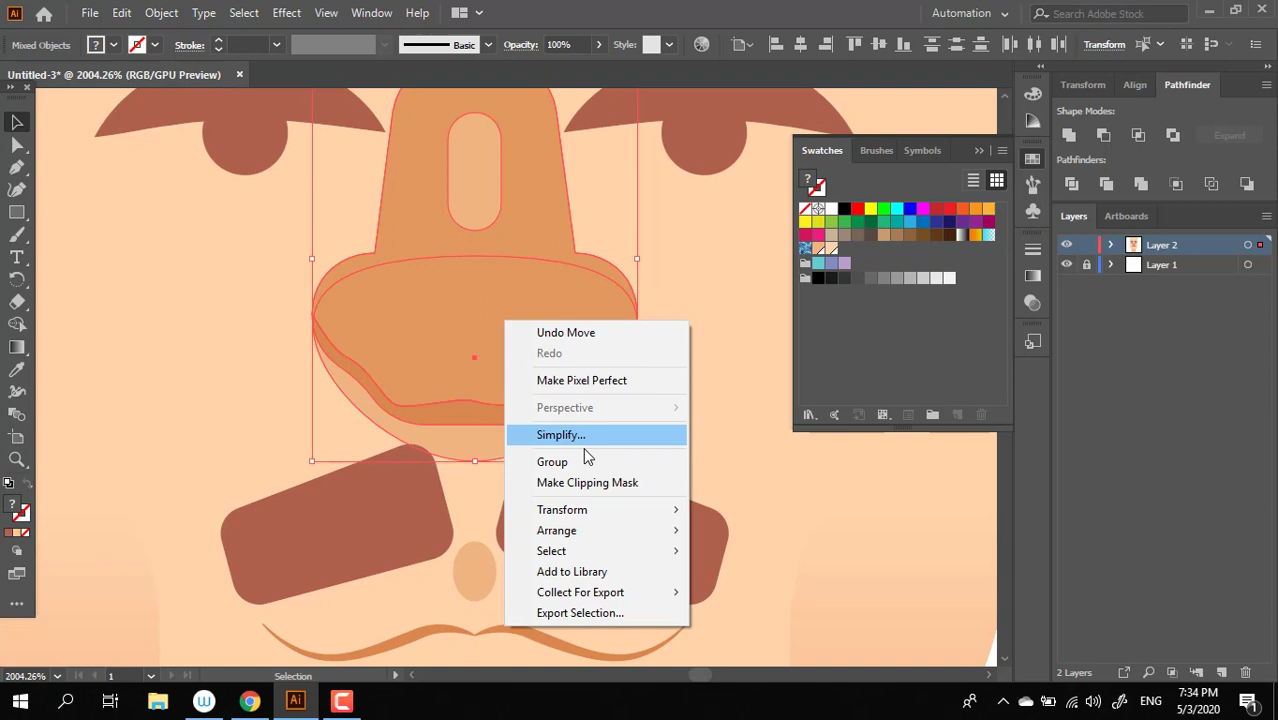 Ai
File Edit Object Type Select Effect View Window Help
Automation
Search Adobe Stock
Mixed Objects
?
Stroke:
Basic
Opacity: 100%
Style:
Transform
Untitled-3* @ 2004.26% (RGB/GPU Preview) ×
Transform Align Pathfinder
Shape Modes:
Expand
Pathfinders:
Swatches Brushes Symbols
?
Layers Artboards
Layer 2
Layer 1
Undo Move
Redo
Make Pixel Perfect
Perspective
Simplify...
Group
Make Clipping Mask
Transform
Arrange
Select
Add to Library
Collect For Export
Export Selection...
?
2004.26%
1
Selection
2 Layers
W
Ai
C
ENG
7:34 PM
5/3/2020
1